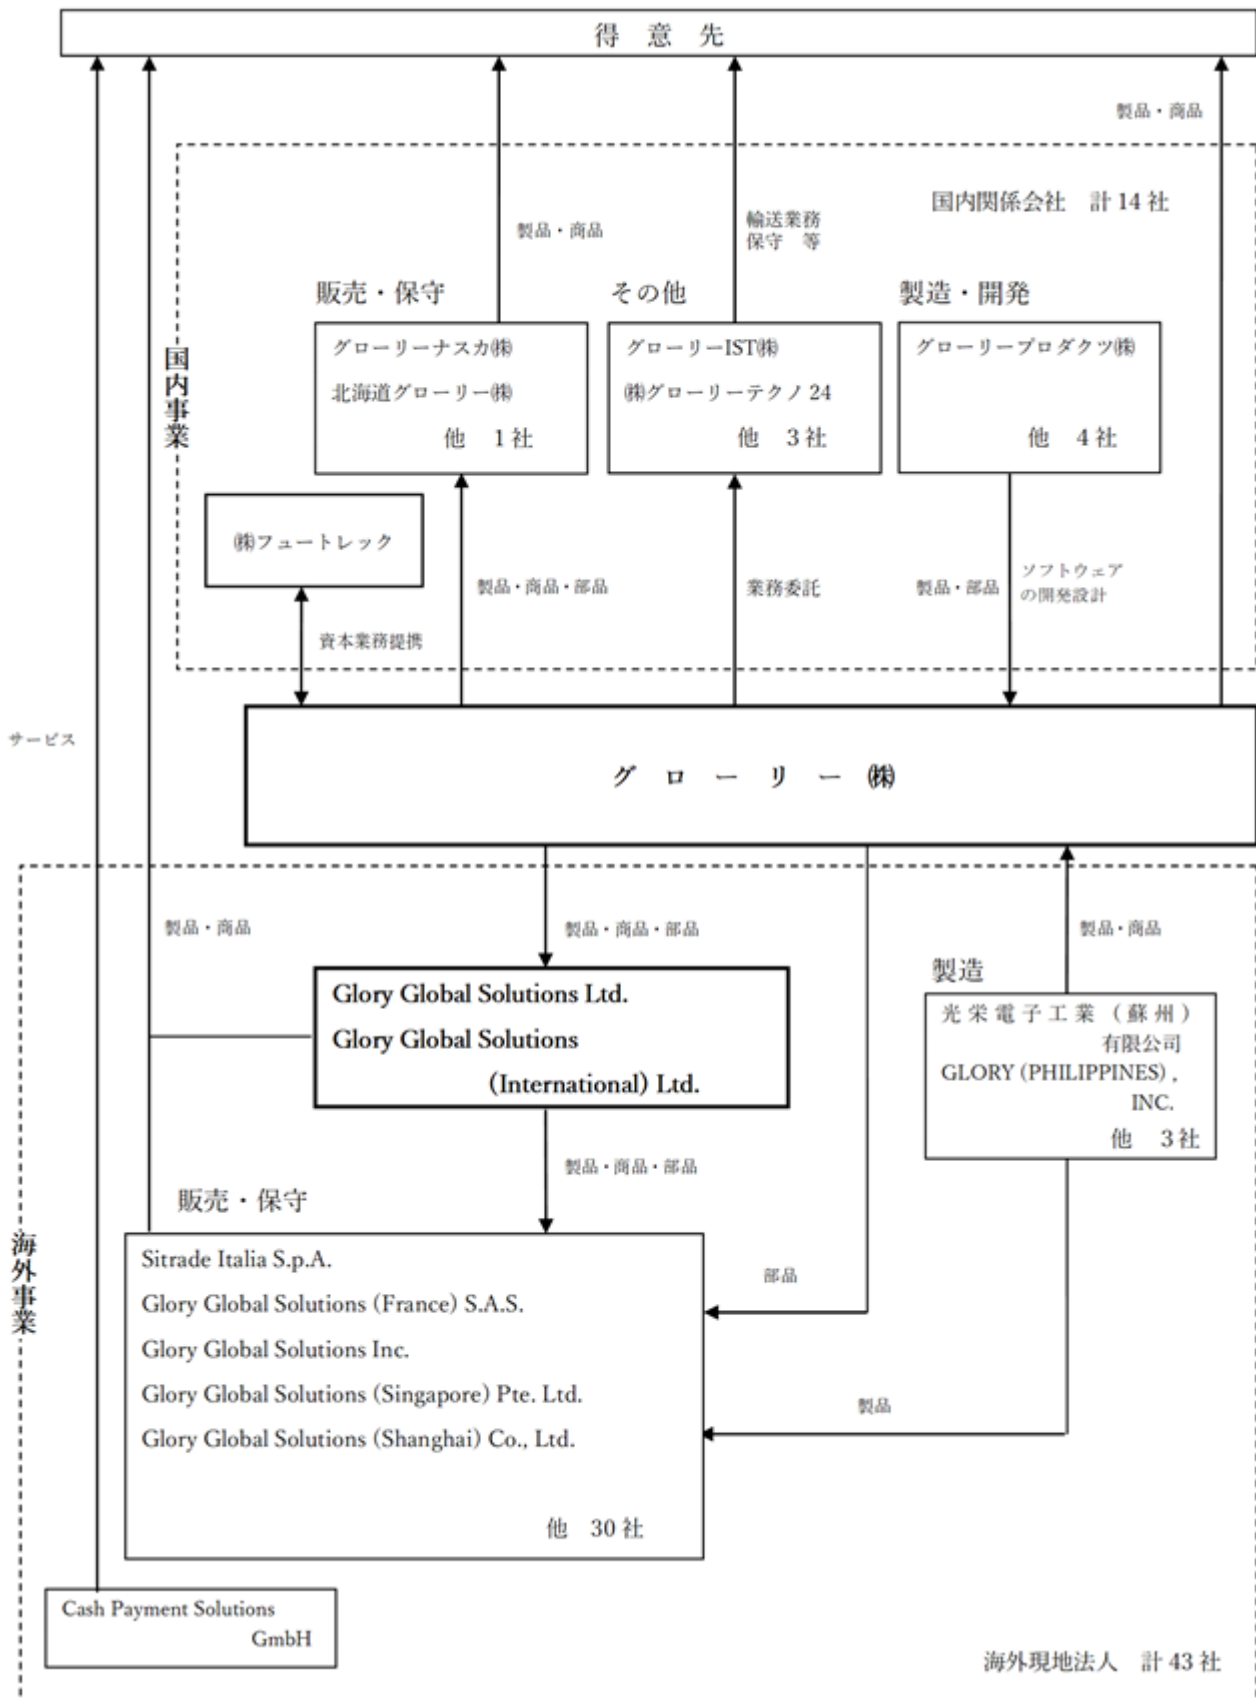 得 意 先
製品・商品
国内関係会社 計 14 社
製品・商品
輸送業務
保守 等
国内事業
販売・保守
グローリーナスカ㈱
北海道グローリー㈱
他 1 社
その他
グローリーIST㈱
㈱グローリーテクノ 24
他 3 社
製造・開発
グローリープロダクツ㈱
他 4 社
㈱フュートレック
資本業務提携
製品・商品・部品
業務委託
製品・部品
ソフトウェア
の開発設計
サービス
グ ロ ー リ ー ㈱
製品・商品
製品・商品・部品
製品・商品
Glory Global Solutions Ltd.
Glory Global Solutions
(International) Ltd.
製造
光 栄 電 子 工 業 ( 蘇 州 )
有限公司
GLORY (PHILIPPINES) ,
INC.
他 3 社
製品・商品・部品
海外事業
販売・保守
Sitrade Italia S.p.A.
Glory Global Solutions (France) S.A.S.
Glory Global Solutions Inc.
Glory Global Solutions (Singapore) Pte. Ltd.
Glory Global Solutions (Shanghai) Co., Ltd.
他 30 社
部品
製品
Cash Payment Solutions
GmbH
海外現地法人 計 43 社